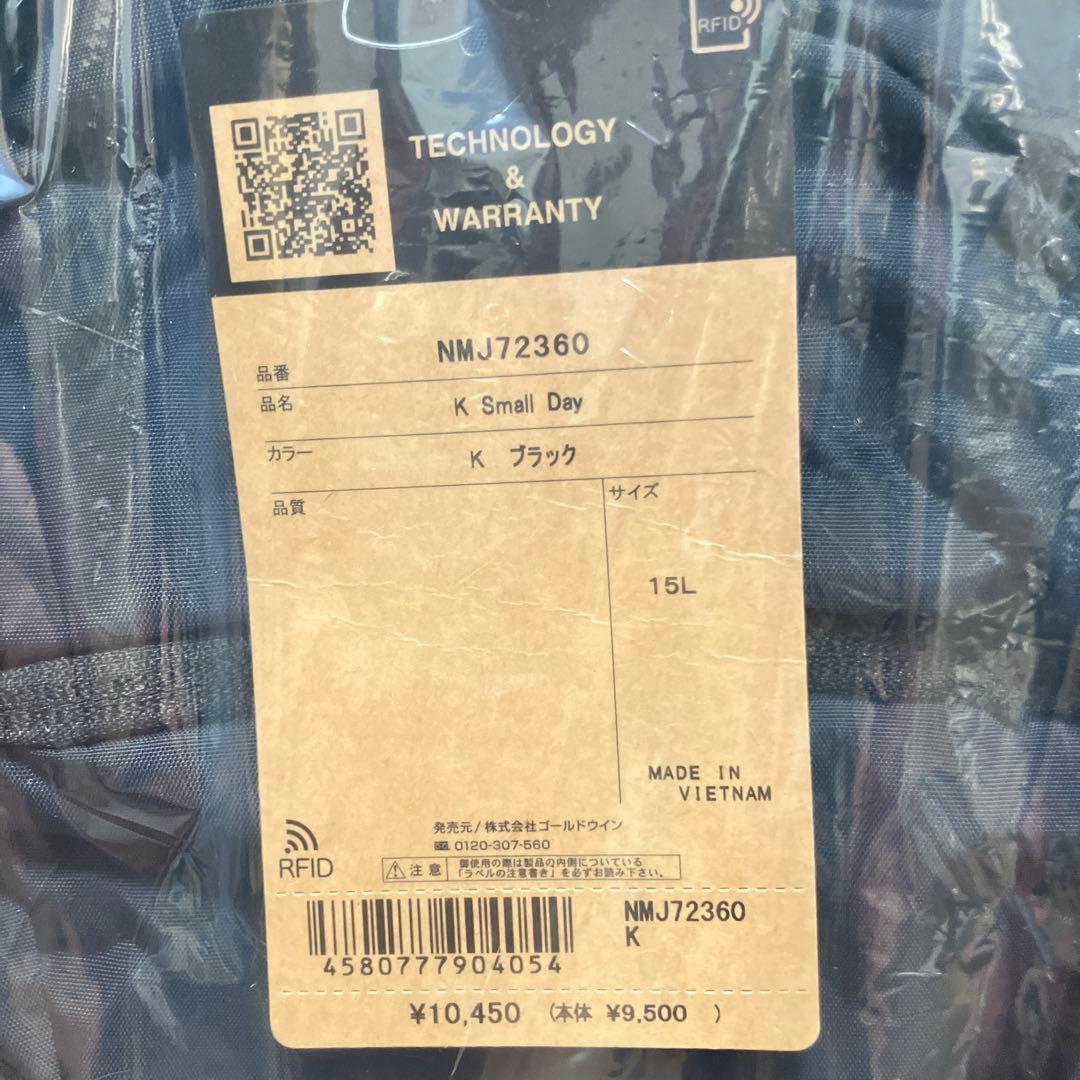 RFID
TECHNOLOGY
&
WARRANTY
品番 NMJ72360
品名 K Small Day
カラー K ブラック
品質
サイズ
15L
MADE IN
VIETNAM
発売元/株式会社ゴールドウイン
0120-307-560
RFID
注意
御使用の際は製品の内側についている
「ラベルの注意書き」を必ずお読み下さい。
NMJ72360
K
4580777904054
¥10,450 (本体 ¥9,500 )